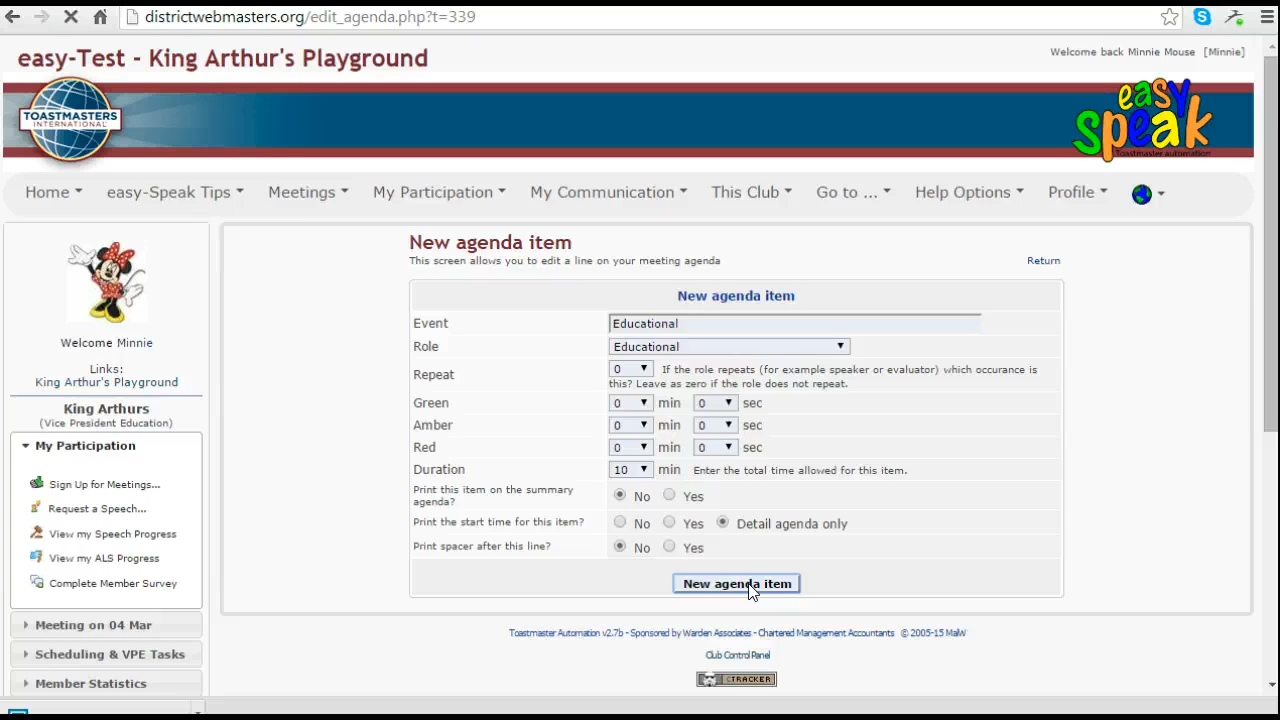 districtwebmasters.org/edit_agenda.php?t=339
easy-Test - King Arthur's Playground
Welcome back Minnie Mouse [Minnie]
TOASTMASTERS
INTERNATIONAL
easy
Speak
Toastmaster automation
Home
easy-Speak Tips
Meetings
My Participation
My Communication
This Club
Go to ...
Help Options
Profile
Welcome Minnie
Links:
King Arthur's Playground
King Arthurs
(Vice President Education)
My Participation
Sign Up for Meetings...
Request a Speech...
View my Speech Progress
View my ALS Progress
Complete Member Survey
Meeting on 04 Mar
Scheduling & VPE Tasks
Member Statistics
New agenda item
This screen allows you to edit a line on your meeting agenda
Return
New agenda item
Event Educational
Role Educational
Repeat 0 If the role repeats (for example speaker or evaluator) which occurance is
this? Leave as zero if the role does not repeat.
Green 0 min 0 sec
Amber 0 min 0 sec
Red 0 min 0 sec
Duration 10 min Enter the total time allowed for this item.
Print this item on the summary
agenda?
No Yes
Print the start time for this item? No Yes Detail agenda only
Print spacer after this line? No Yes
New agenda item
Toastmaster Automation v2.7b - Sponsored by Warden Associates - Chartered Management Accountants © 2005-15 MalW
Club Control Panel
CTRACKER